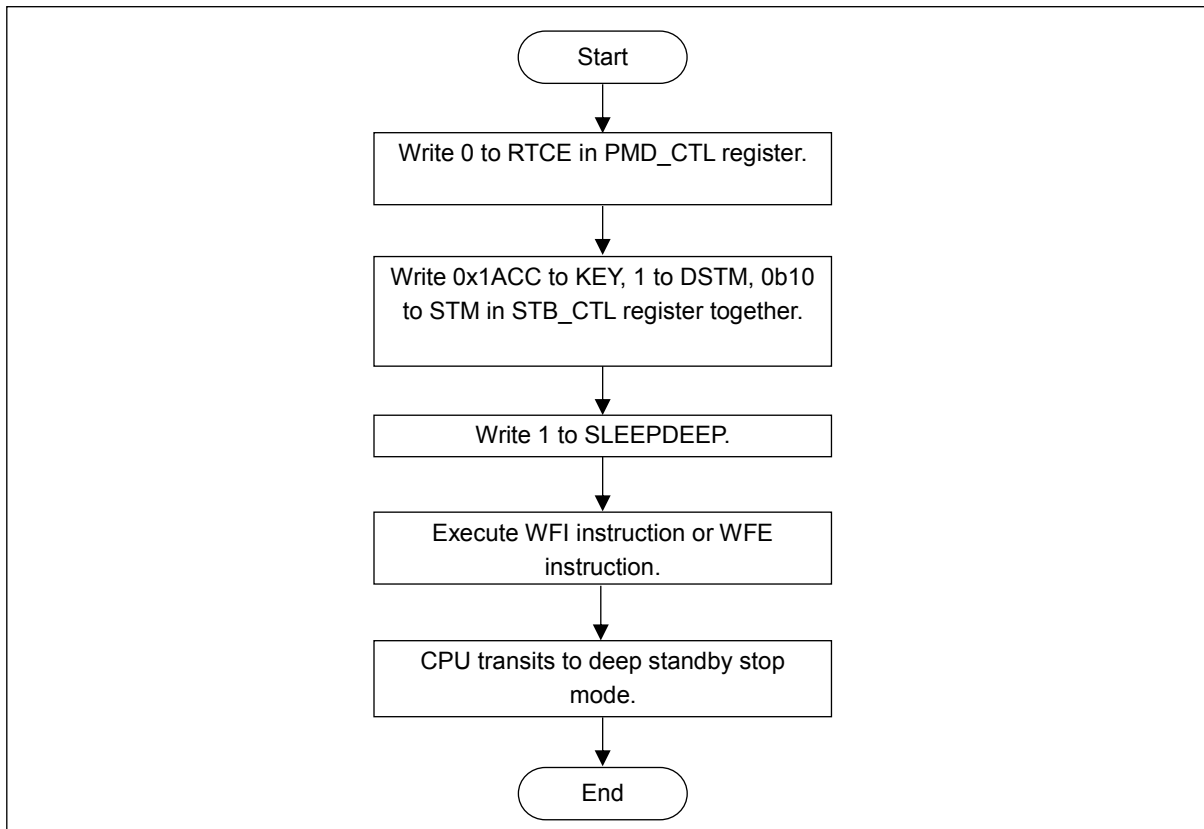 Start
Write 0 to RTCE in PMD_CTL register.
Write 0x1ACC to KEY, 1 to DSTM, 0b10
to STM in STB_CTL register together.
Write 1 to SLEEPDEEP.
Execute WFI instruction or WFE
instruction.
CPU transits to deep standby stop
mode.
End